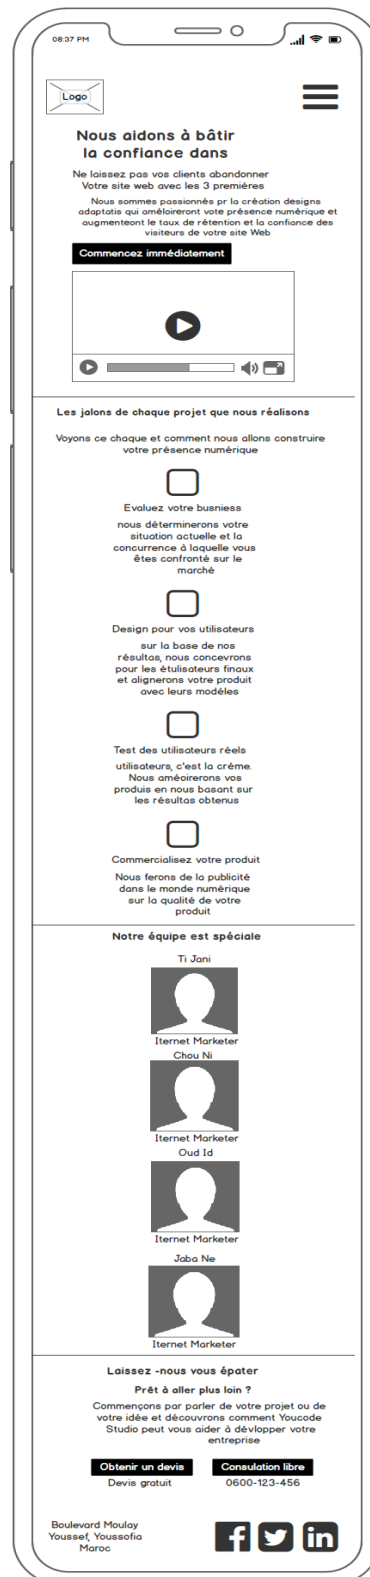 08:37 PM
Logo
Nous aidons à bâtir
la confiance dans
Ne laissez pas vos clients abandonner
Votre site web avec les 3 premiéres
Nous sommes passionnés pr la création designs
adaptatis qui amèloireront vote présence numérique et
augmenteont le taux de rétention et la confiance des
visiteurs de votre site Web
Commencez immédiatement
Les jalons de chaque projet que nous réalisons
Voyons ce chaque et comment nous allons construire
votre présence numérique
Evaluez votre busniess
nous déterminerons votre
situation actuelle et la
concurrence à laquelle vous
êtes confronté sur le
marché
Design pour vos utilisateurs
sur la base de nos
résultas, nous concevrons
pour les étulisateurs finaux
et alignerons votre produit
avec leurs modéles
Test des utilisateurs réels
utilisateurs, c'est la créme.
Nous améoirerons vos
produis en nous basant sur
les résultas obtenus
Commercialisez votre produit
Nous ferons de la publicité
dans le monde numérique
sur la qualité de votre
produit
Notre équipe est spéciale
Ti Jani
Iternet Marketer
Chou Ni
Iternet Marketer
Oud Id
Iternet Marketer
Jaba Ne
Iternet Marketer
Laissez -nous vous épater
Prêt à aller plus loin ?
Commençons par parler de votre projet ou de
votre idée et découvrons comment Youcode
Studio peut vous aider à dévlopper votre
entreprise
Obtenir un devis
Consulation libre
Devis gratuit
0600-123-456
Boulevard Moulay
Youssef, Youssofia
Maroc